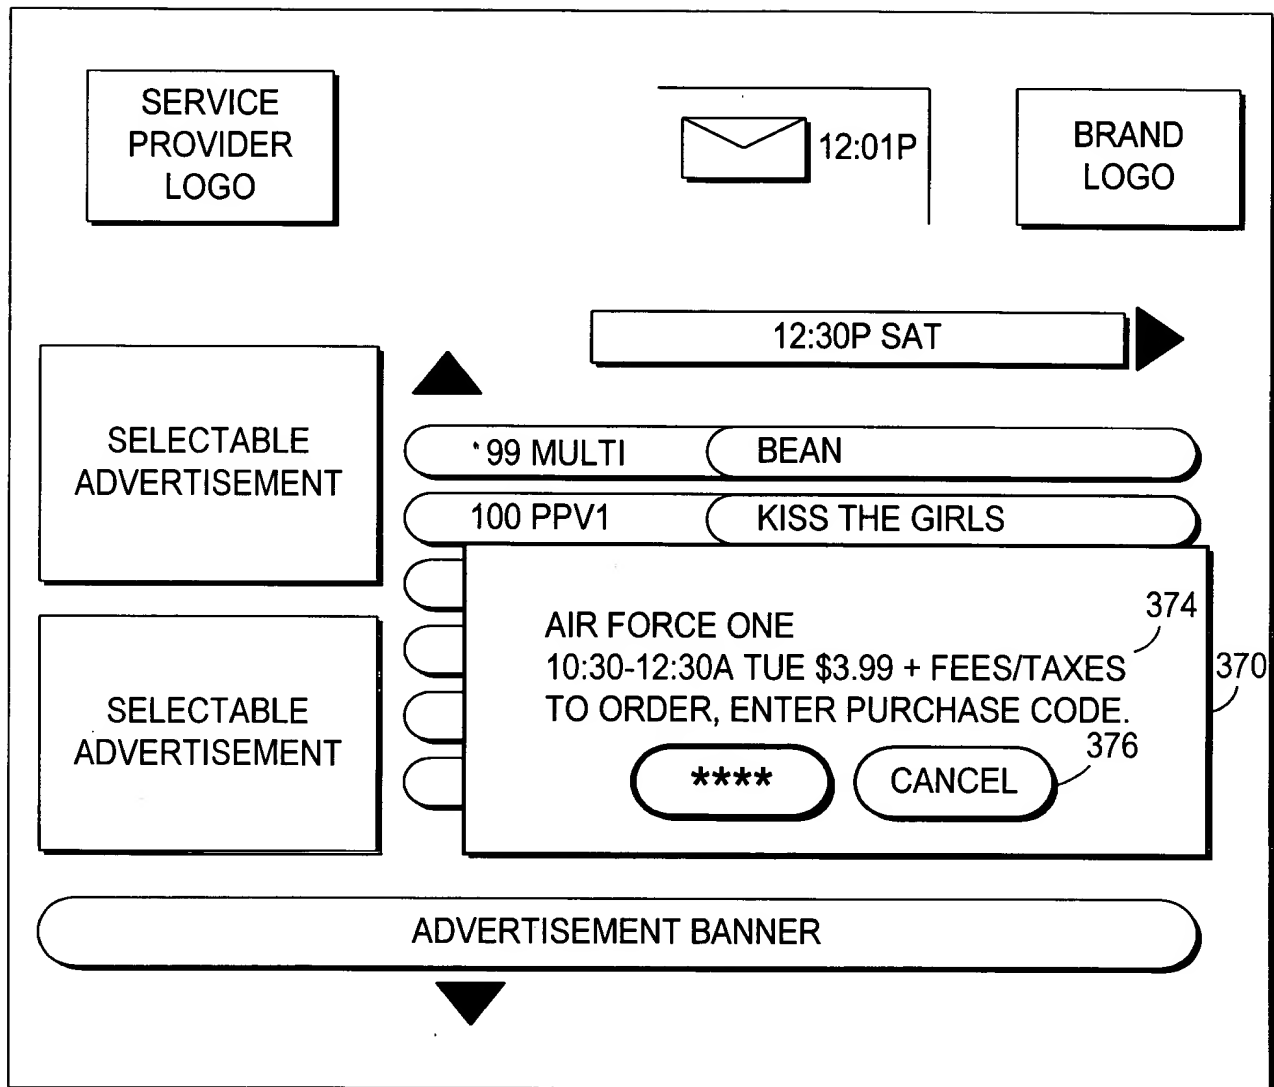 SERVICE
PROVIDER
LOGO
12:01P
BRAND
LOGO
12:30P SAT
SELECTABLE
ADVERTISEMENT
'99 MULTI
BEAN
100 PPV1
KISS THE GIRLS
374
AIR FORCE ONE
10:30-12:30A TUE $3.99 + FEES/TAXES
370
TO ORDER, ENTER PURCHASE CODE.
376
****
CANCEL
SELECTABLE
ADVERTISEMENT
ADVERTISEMENT BANNER